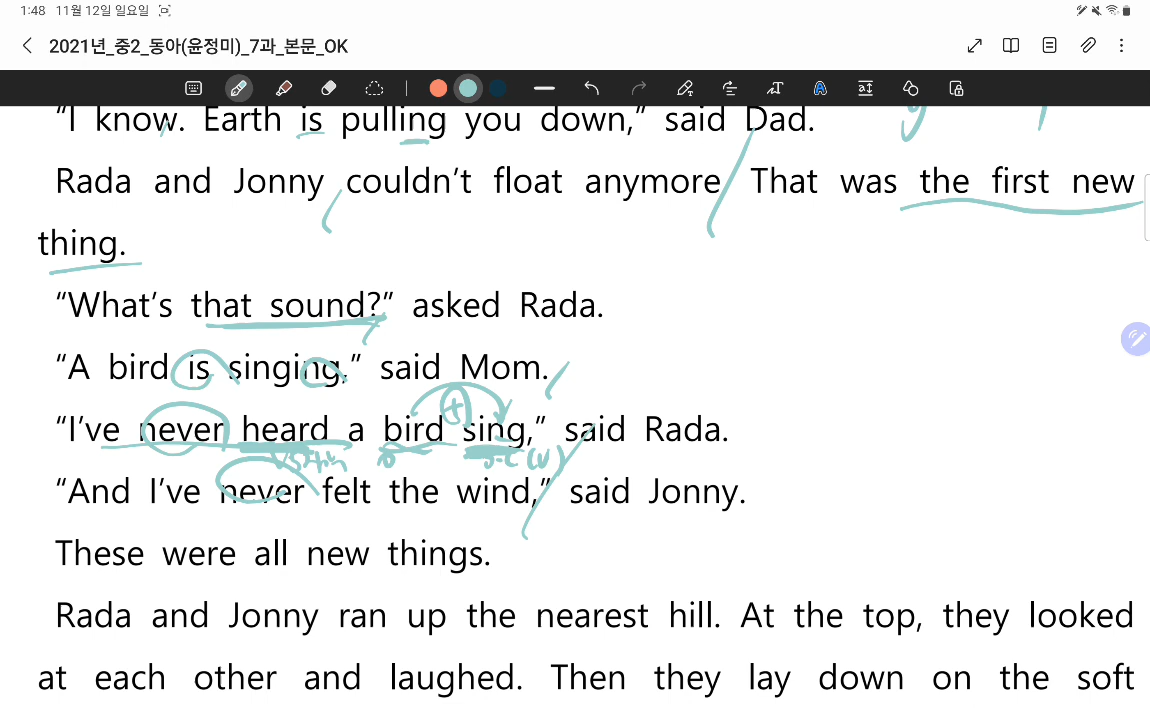 1:48 11월 12일 일요일
2021년_중2_동아(윤정미)_7과_본문_OK
“I know. Earth is pulling you down,” said Dad.
Rada and Jonny couldn’t float anymore. That was the first new
thing.
“What’s that sound?” asked Rada.
“A bird is singing,” said Mom.
“I’ve never heard a bird sing,” said Rada.
“And I’ve never felt the wind,” said Jonny.
These were all new things.
Rada and Jonny ran up the nearest hill. At the top, they looked
at each other and laughed. Then they lay down on the soft